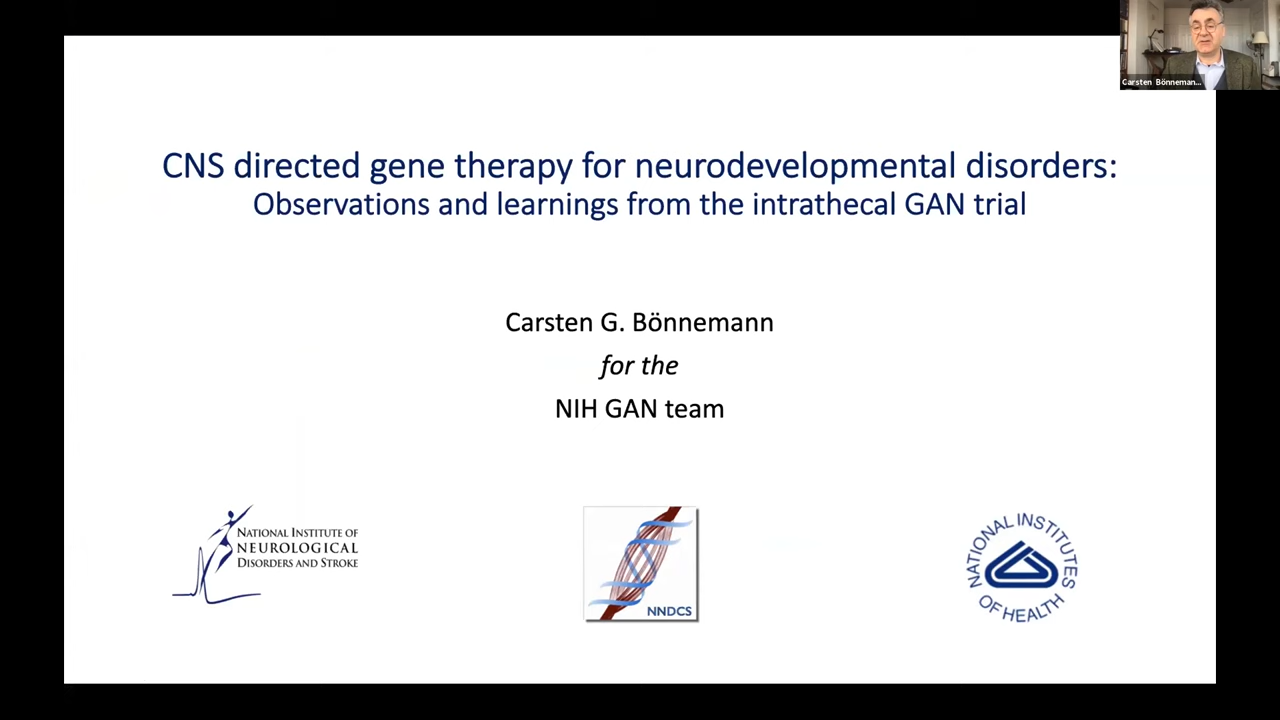 Carsten Bönneman...
CNS directed gene therapy for neurodevelopmental disorders:
Observations and learnings from the intrathecal GAN trial
Carsten G. Bönnemann
for the
NIH GAN team
NATIONAL INSTITUTE OF
NEUROLOGICAL
DISORDERS AND STROKE
NNDCS
NATIONAL INSTITUTES
OF HEALTH